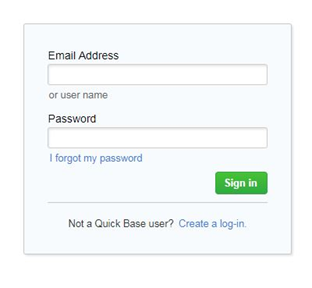 Email Address
or user name
Password
I forgot my password
Sign in
Not a Quick Base user? Create a log-in.